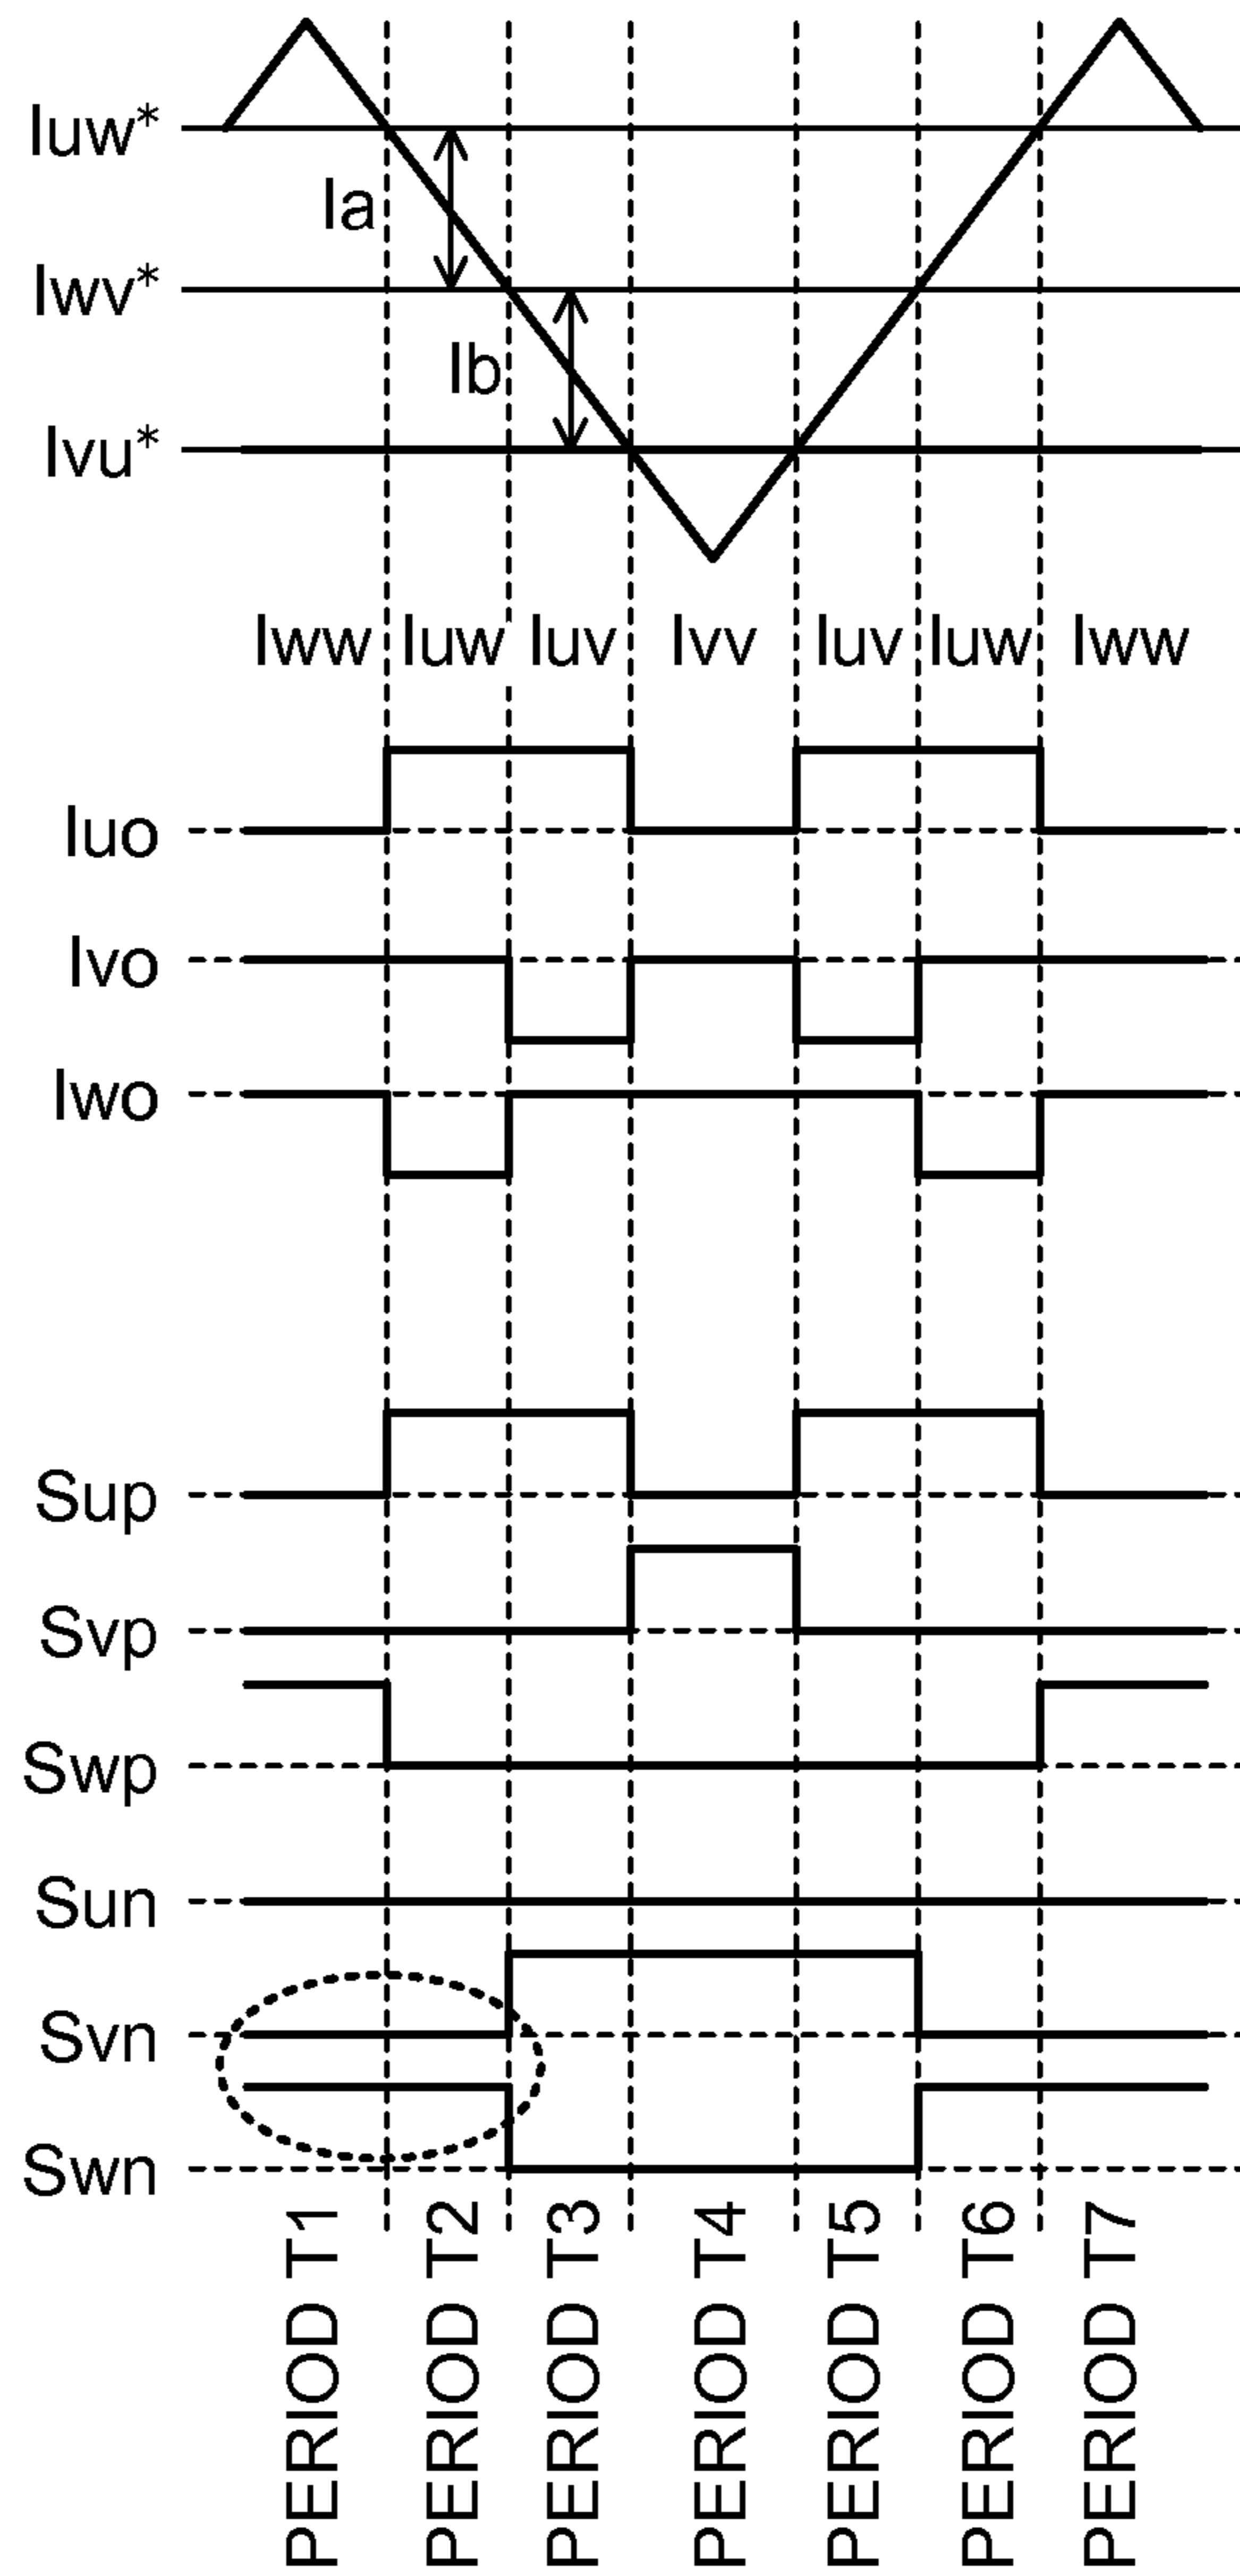 Iuw*
Ia
Iwv*
Ib
Ivu*
Iww Iuw Iuv Ivv Iuv Iuw Iww
Iuo
Ivo
Iwo
Sup
Svp
Swp
Sun
Svn
Swn
PERIOD T1
PERIOD T2
PERIOD T3
PERIOD T4
PERIOD T5
PERIOD T6
PERIOD T7